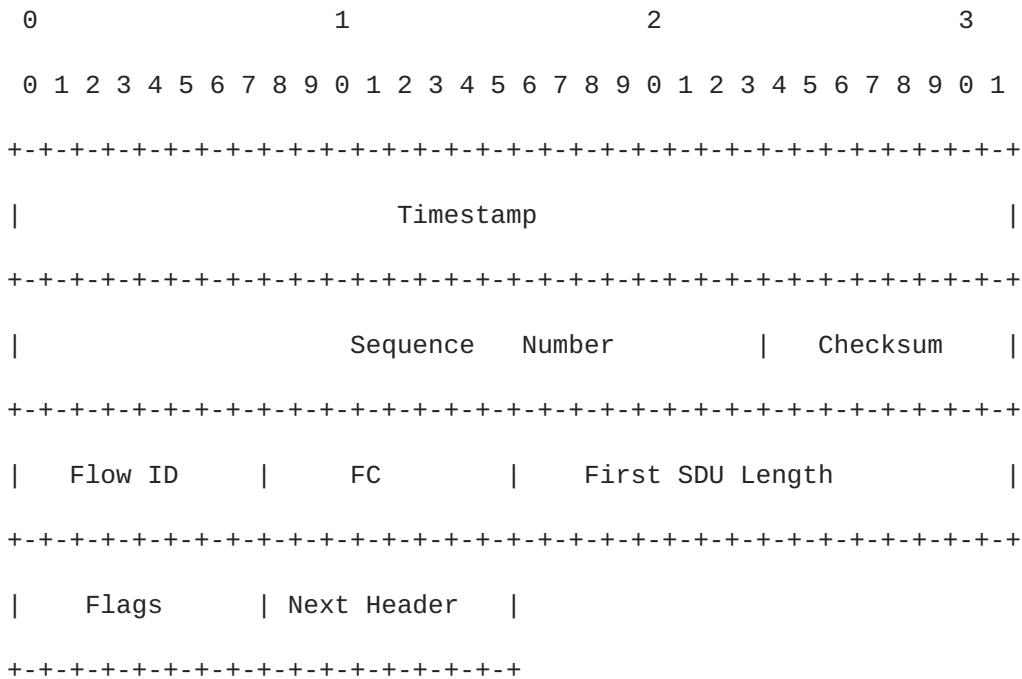 0                   1                   2                   3
 0 1 2 3 4 5 6 7 8 9 0 1 2 3 4 5 6 7 8 9 0 1 2 3 4 5 6 7 8 9 0 1
+-+-+-+-+-+-+-+-+-+-+-+-+-+-+-+-+-+-+-+-+-+-+-+-+-+-+-+-+-+-+-+-+
|                        Timestamp                              |
+-+-+-+-+-+-+-+-+-+-+-+-+-+-+-+-+-+-+-+-+-+-+-+-+-+-+-+-+-+-+-+-+
|                     Sequence   Number         |   Checksum    |
+-+-+-+-+-+-+-+-+-+-+-+-+-+-+-+-+-+-+-+-+-+-+-+-+-+-+-+-+-+-+-+-+
|   Flow ID     |     FC        |    First SDU Length           |
+-+-+-+-+-+-+-+-+-+-+-+-+-+-+-+-+-+-+-+-+-+-+-+-+-+-+-+-+-+-+-+-+
|    Flags      | Next Header   |
+-+-+-+-+-+-+-+-+-+-+-+-+-+-+-+-+